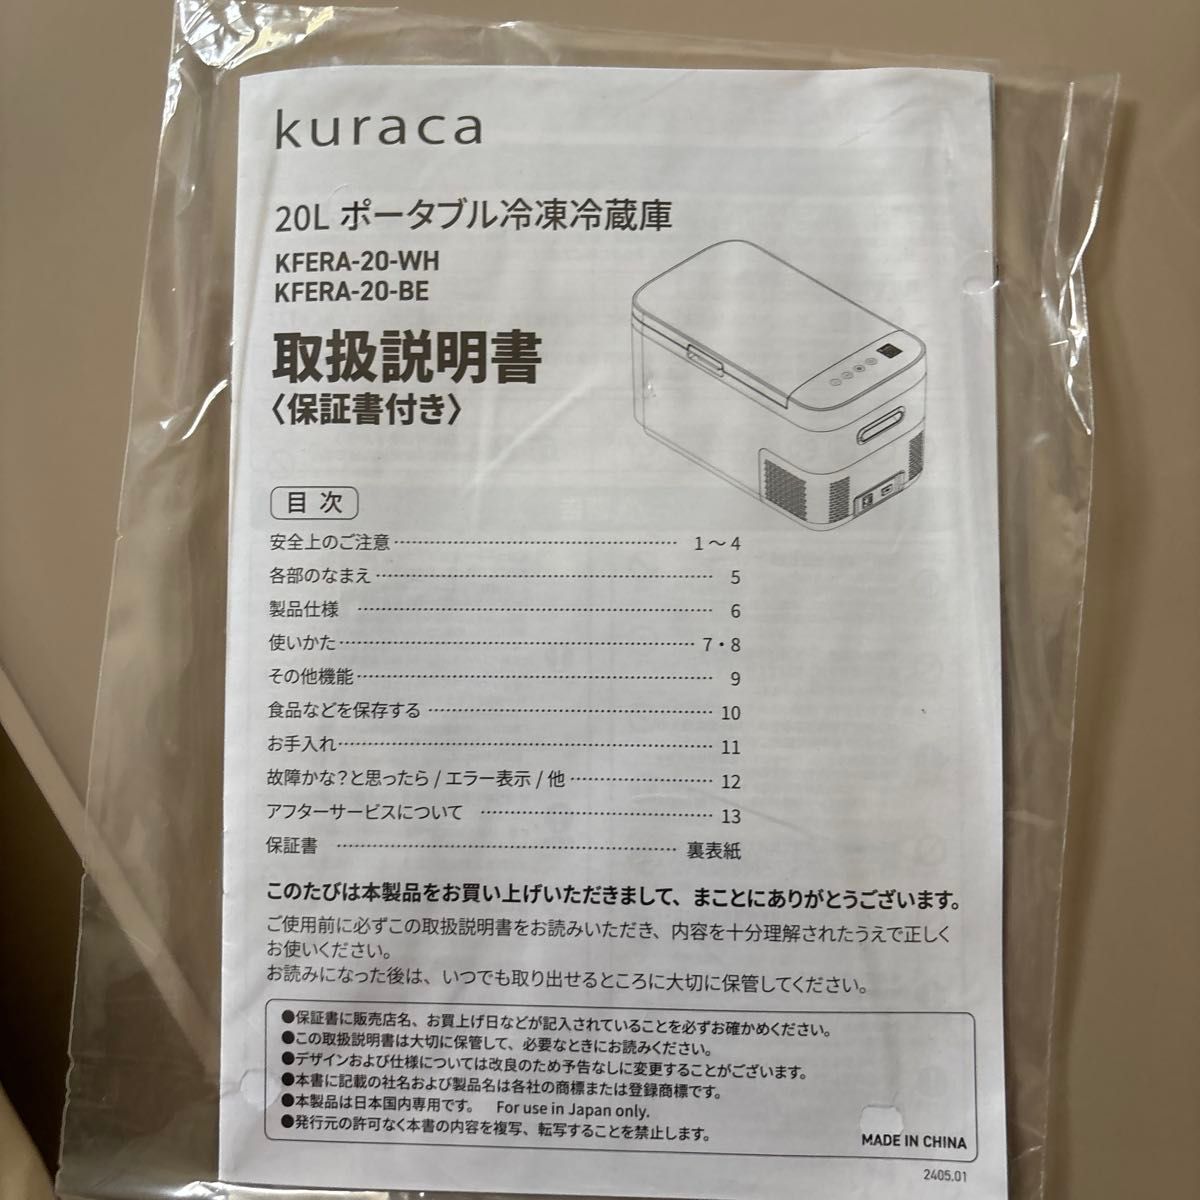 kuraca
20L ポータブル冷凍冷蔵庫
KFERA-20-WH
KFERA-20-BE
取扱説明書
〈保証書付き〉
目 次
安全上のご注意 …………………………………… 1～4
各部のなまえ …………………………………… 5
製品仕様 …………………………………… 6
使いかた …………………………………… 7・8
その他機能 …………………………………… 9
食品などを保存する …………………………………… 10
お手入れ …………………………………… 11
故障かな?と思ったら / エラー表示 / 他 …………………… 12
アフターサービスについて …………………………… 13
保証書 …………………………………… 裏表紙
このたびは本製品をお買い上げいただきまして、まことにありがとうございます。
ご使用前に必ずこの取扱説明書をお読みいただき、内容を十分理解されたうえで正しく
お使いください。
お読みになった後は、いつでも取り出せるところに大切に保管してください。
●保証書に販売店名、お買上げ日などが記入されていることを必ずお確かめください。
●この取扱説明書は大切に保管して、必要なときにお読みください。
●デザインおよび仕様については改良のため予告なしに変更することがございます。
●本書に記載の社名および製品名は各社の商標または登録商標です。
●本製品は日本国内専用です。 For use in Japan only.
●発行元の許可なく本書の内容を複写、転写することを禁止します。
MADE IN CHINA
2405.01